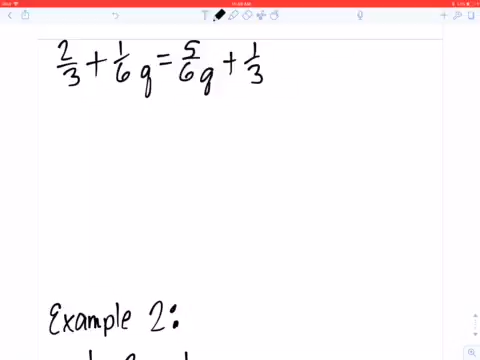 2/3 + 1/6 q = 5/6 q + 1/3
Example 2: